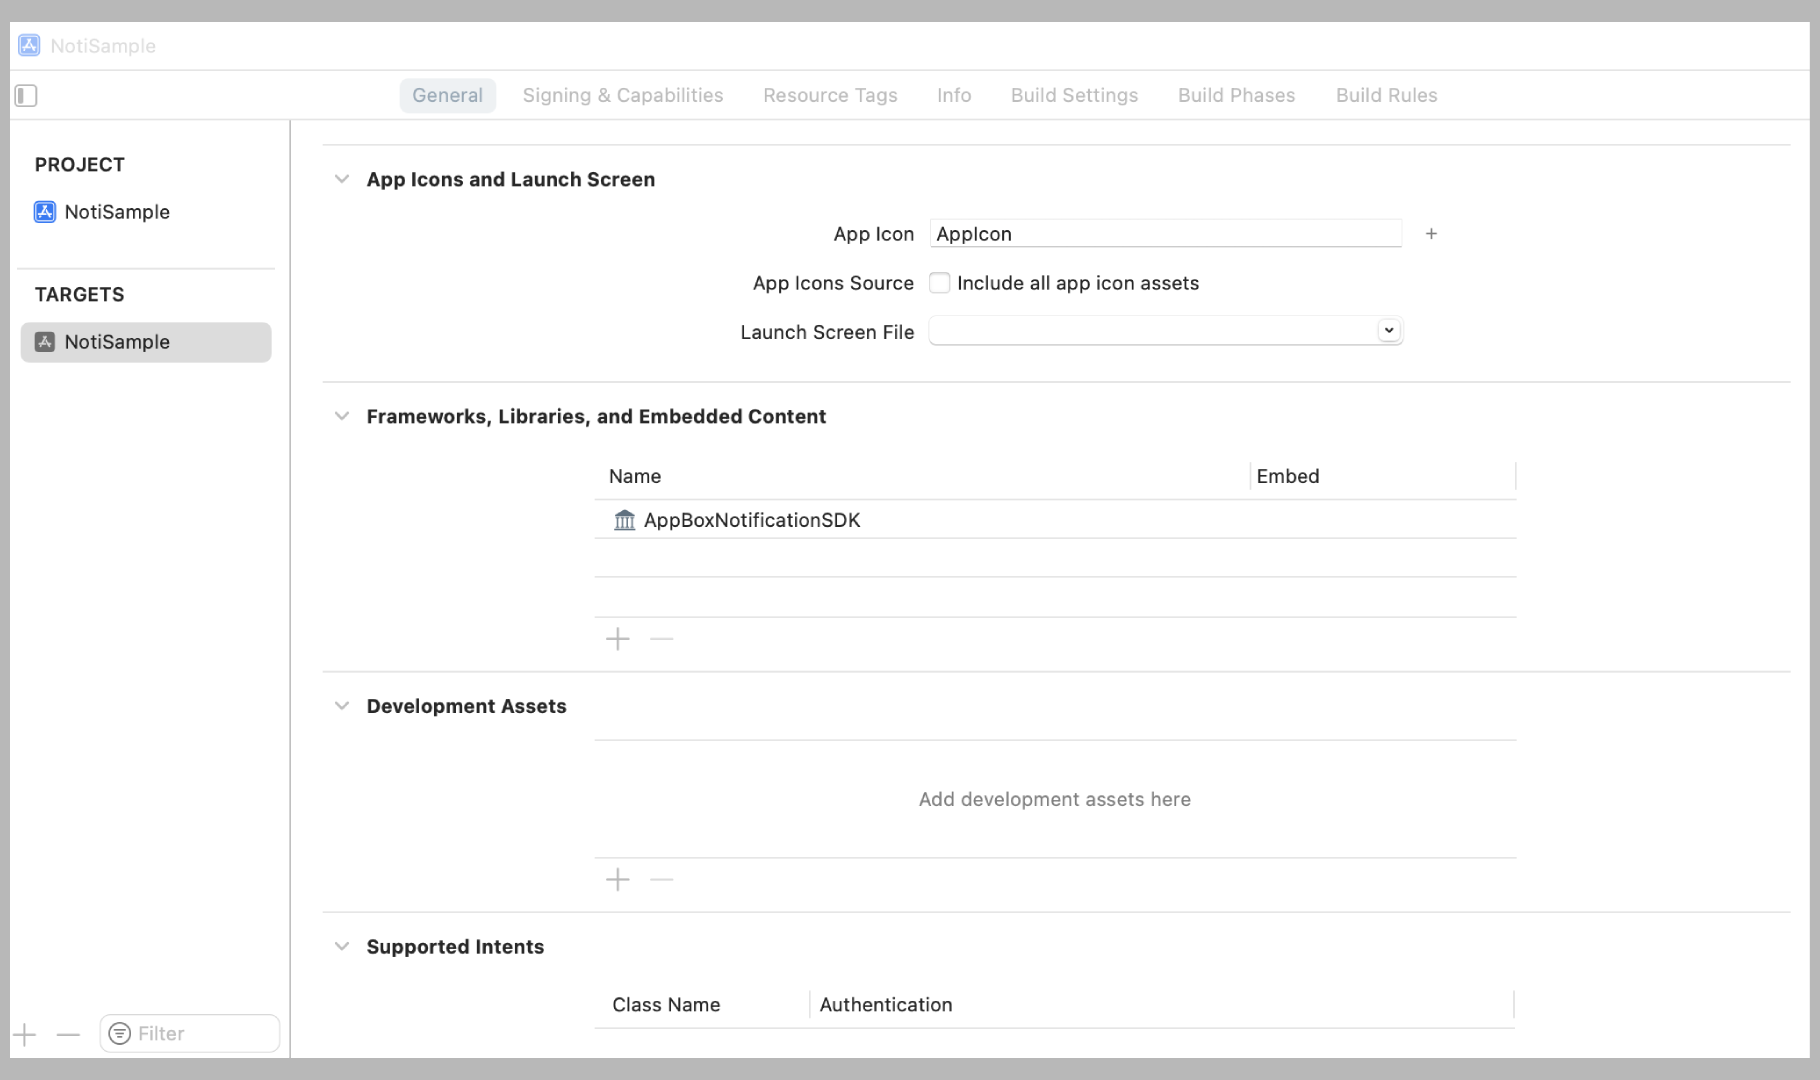 NotiSample
General Signing & Capabilities Resource Tags Info Build Settings Build Phases Build Rules
PROJECT
NotiSample
TARGETS
NotiSample
Filter
App Icons and Launch Screen
App Icon AppIcon
App Icons Source Include all app icon assets
Launch Screen File
Frameworks, Libraries, and Embedded Content
Name Embed
AppBoxNotificationSDK
Development Assets
Add development assets here
Supported Intents
Class Name Authentication